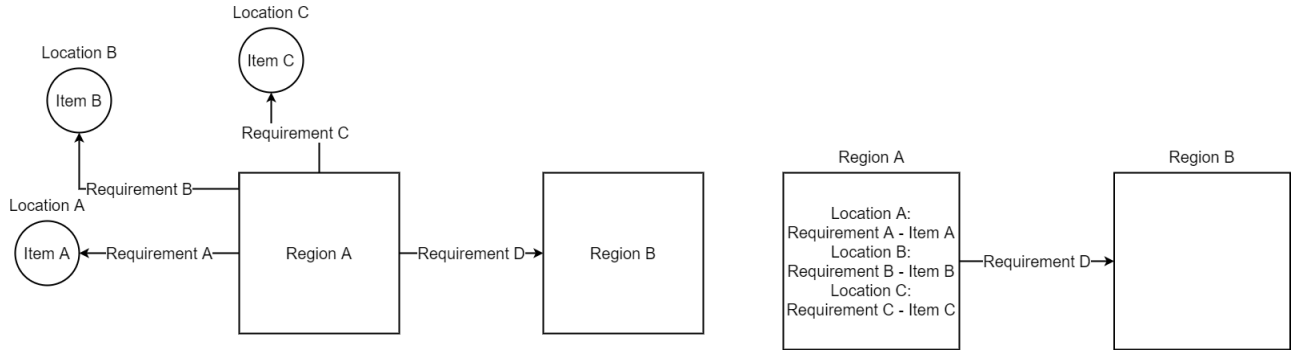 Location C
Item C
Location B
Item B
Requirement C
Requirement B
Location A
Item A
Requirement A
Region A
Requirement D
Region B
Region A
Location A:
Requirement A - Item A
Location B:
Requirement B - Item B
Location C:
Requirement C - Item C
Requirement D
Region B